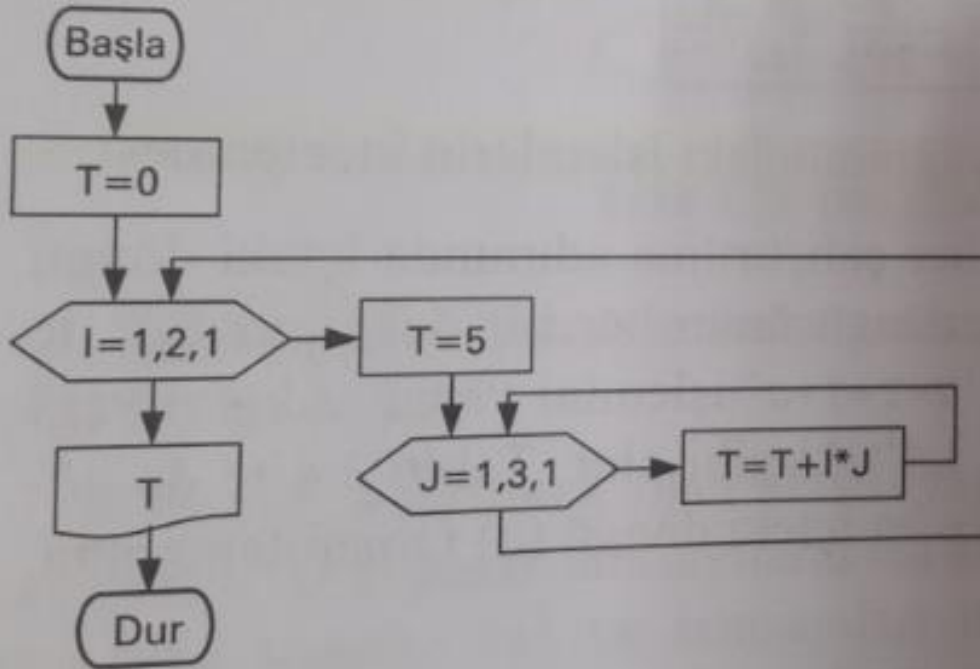 Başla
T=0
I=1,2,1
T=5
J=1,3,1
T=T+I*J
T
Dur